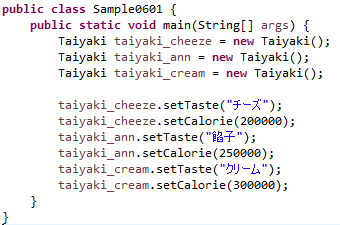 public class Sample0601 {
    public static void main(String[] args) {
        Taiyaki taiyaki_cheeze = new Taiyaki();
        Taiyaki taiyaki_ann = new Taiyaki();
        Taiyaki taiyaki_cream = new Taiyaki();

        taiyaki_cheeze.setTaste("チーズ");
        taiyaki_cheeze.setCalorie(200000);
        taiyaki_ann.setTaste("餡子");
        taiyaki_ann.setCalorie(250000);
        taiyaki_cream.setTaste("クリーム");
        taiyaki_cream.setCalorie(300000);
    }
}